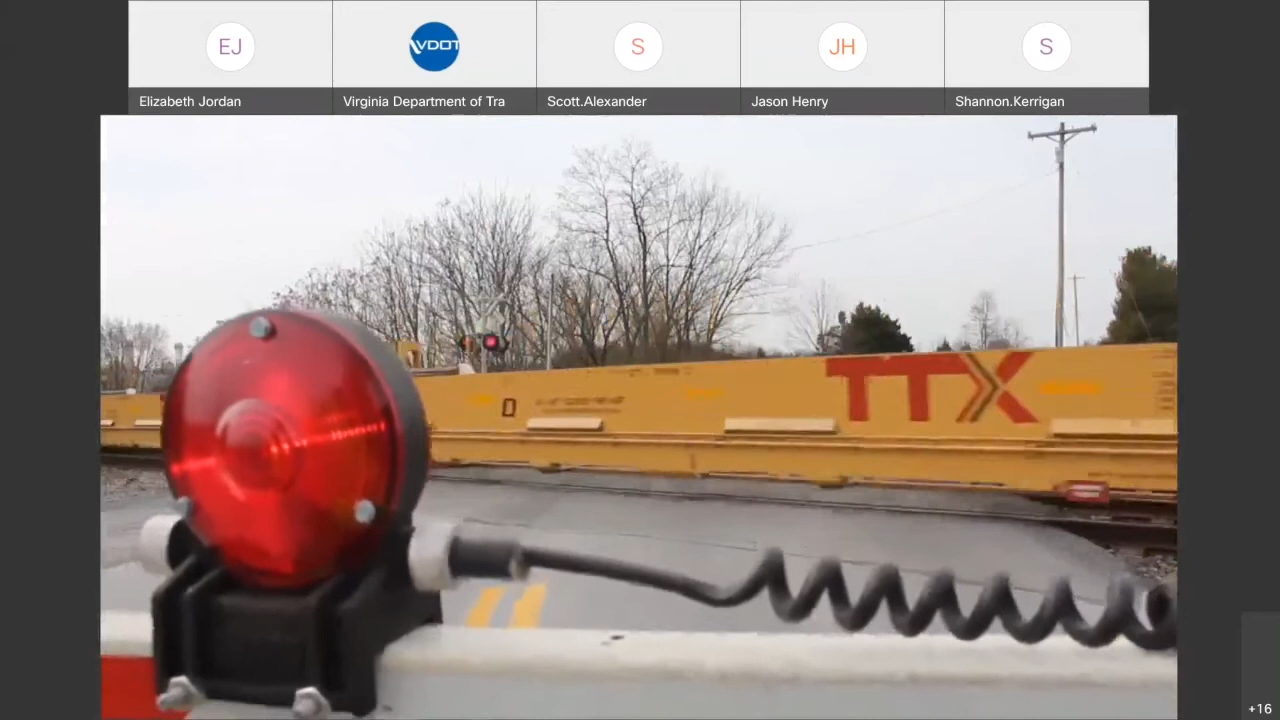 EJ
VDOT
S
JH
S
Elizabeth Jordan
Virginia Department of Tra
Scott.Alexander
Jason Henry
Shannon.Kerrigan
TTX
D
+16